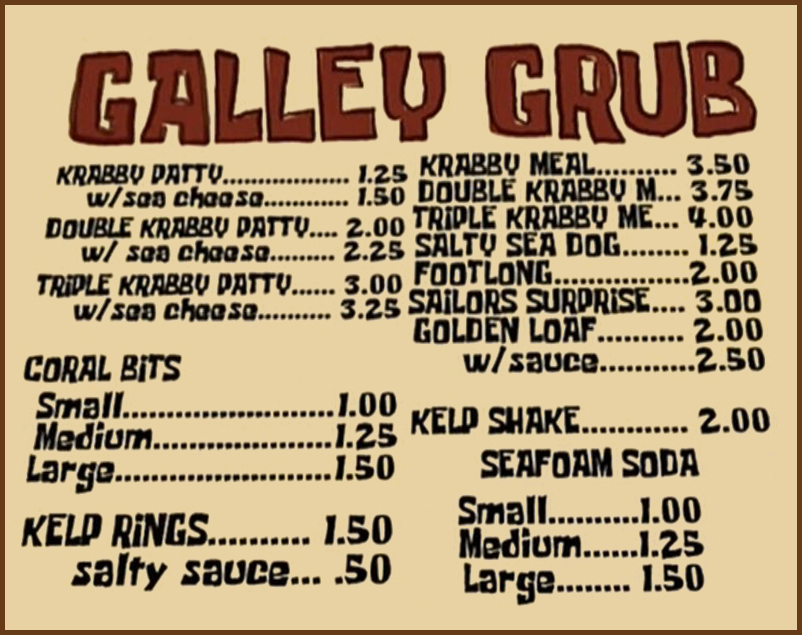 GALLEY GRUB
KRABBY PATTY.................. 1.25
w/sea cheese............. 1.50
DOUBLE KRABBY PATTY.... 2.00
w/ sea cheese......... 2.25
TRIPLE KRABBY PATTY...... 3.00
w/sea cheese.......... 3.25
CORAL BITS
Small.......................1.00
Medium...................1.25
Large........................1.50
KELP RINGS.......... 1.50
salty sauce... .50
KRABBY MEAL.......... 3.50
DOUBLE KRABBY M... 3.75
TRIPLE KRABBY ME... 4.00
SALTY SEA DOG........ 1.25
FOOTLONG.................2.00
SAILORS SURPRISE.... 3.00
GOLDEN LOAF.......... 2.00
w/sauce............2.50
KELP SHAKE............ 2.00
SEAFOAM SODA
Small.........1.00
Medium......1.25
Large........ 1.50